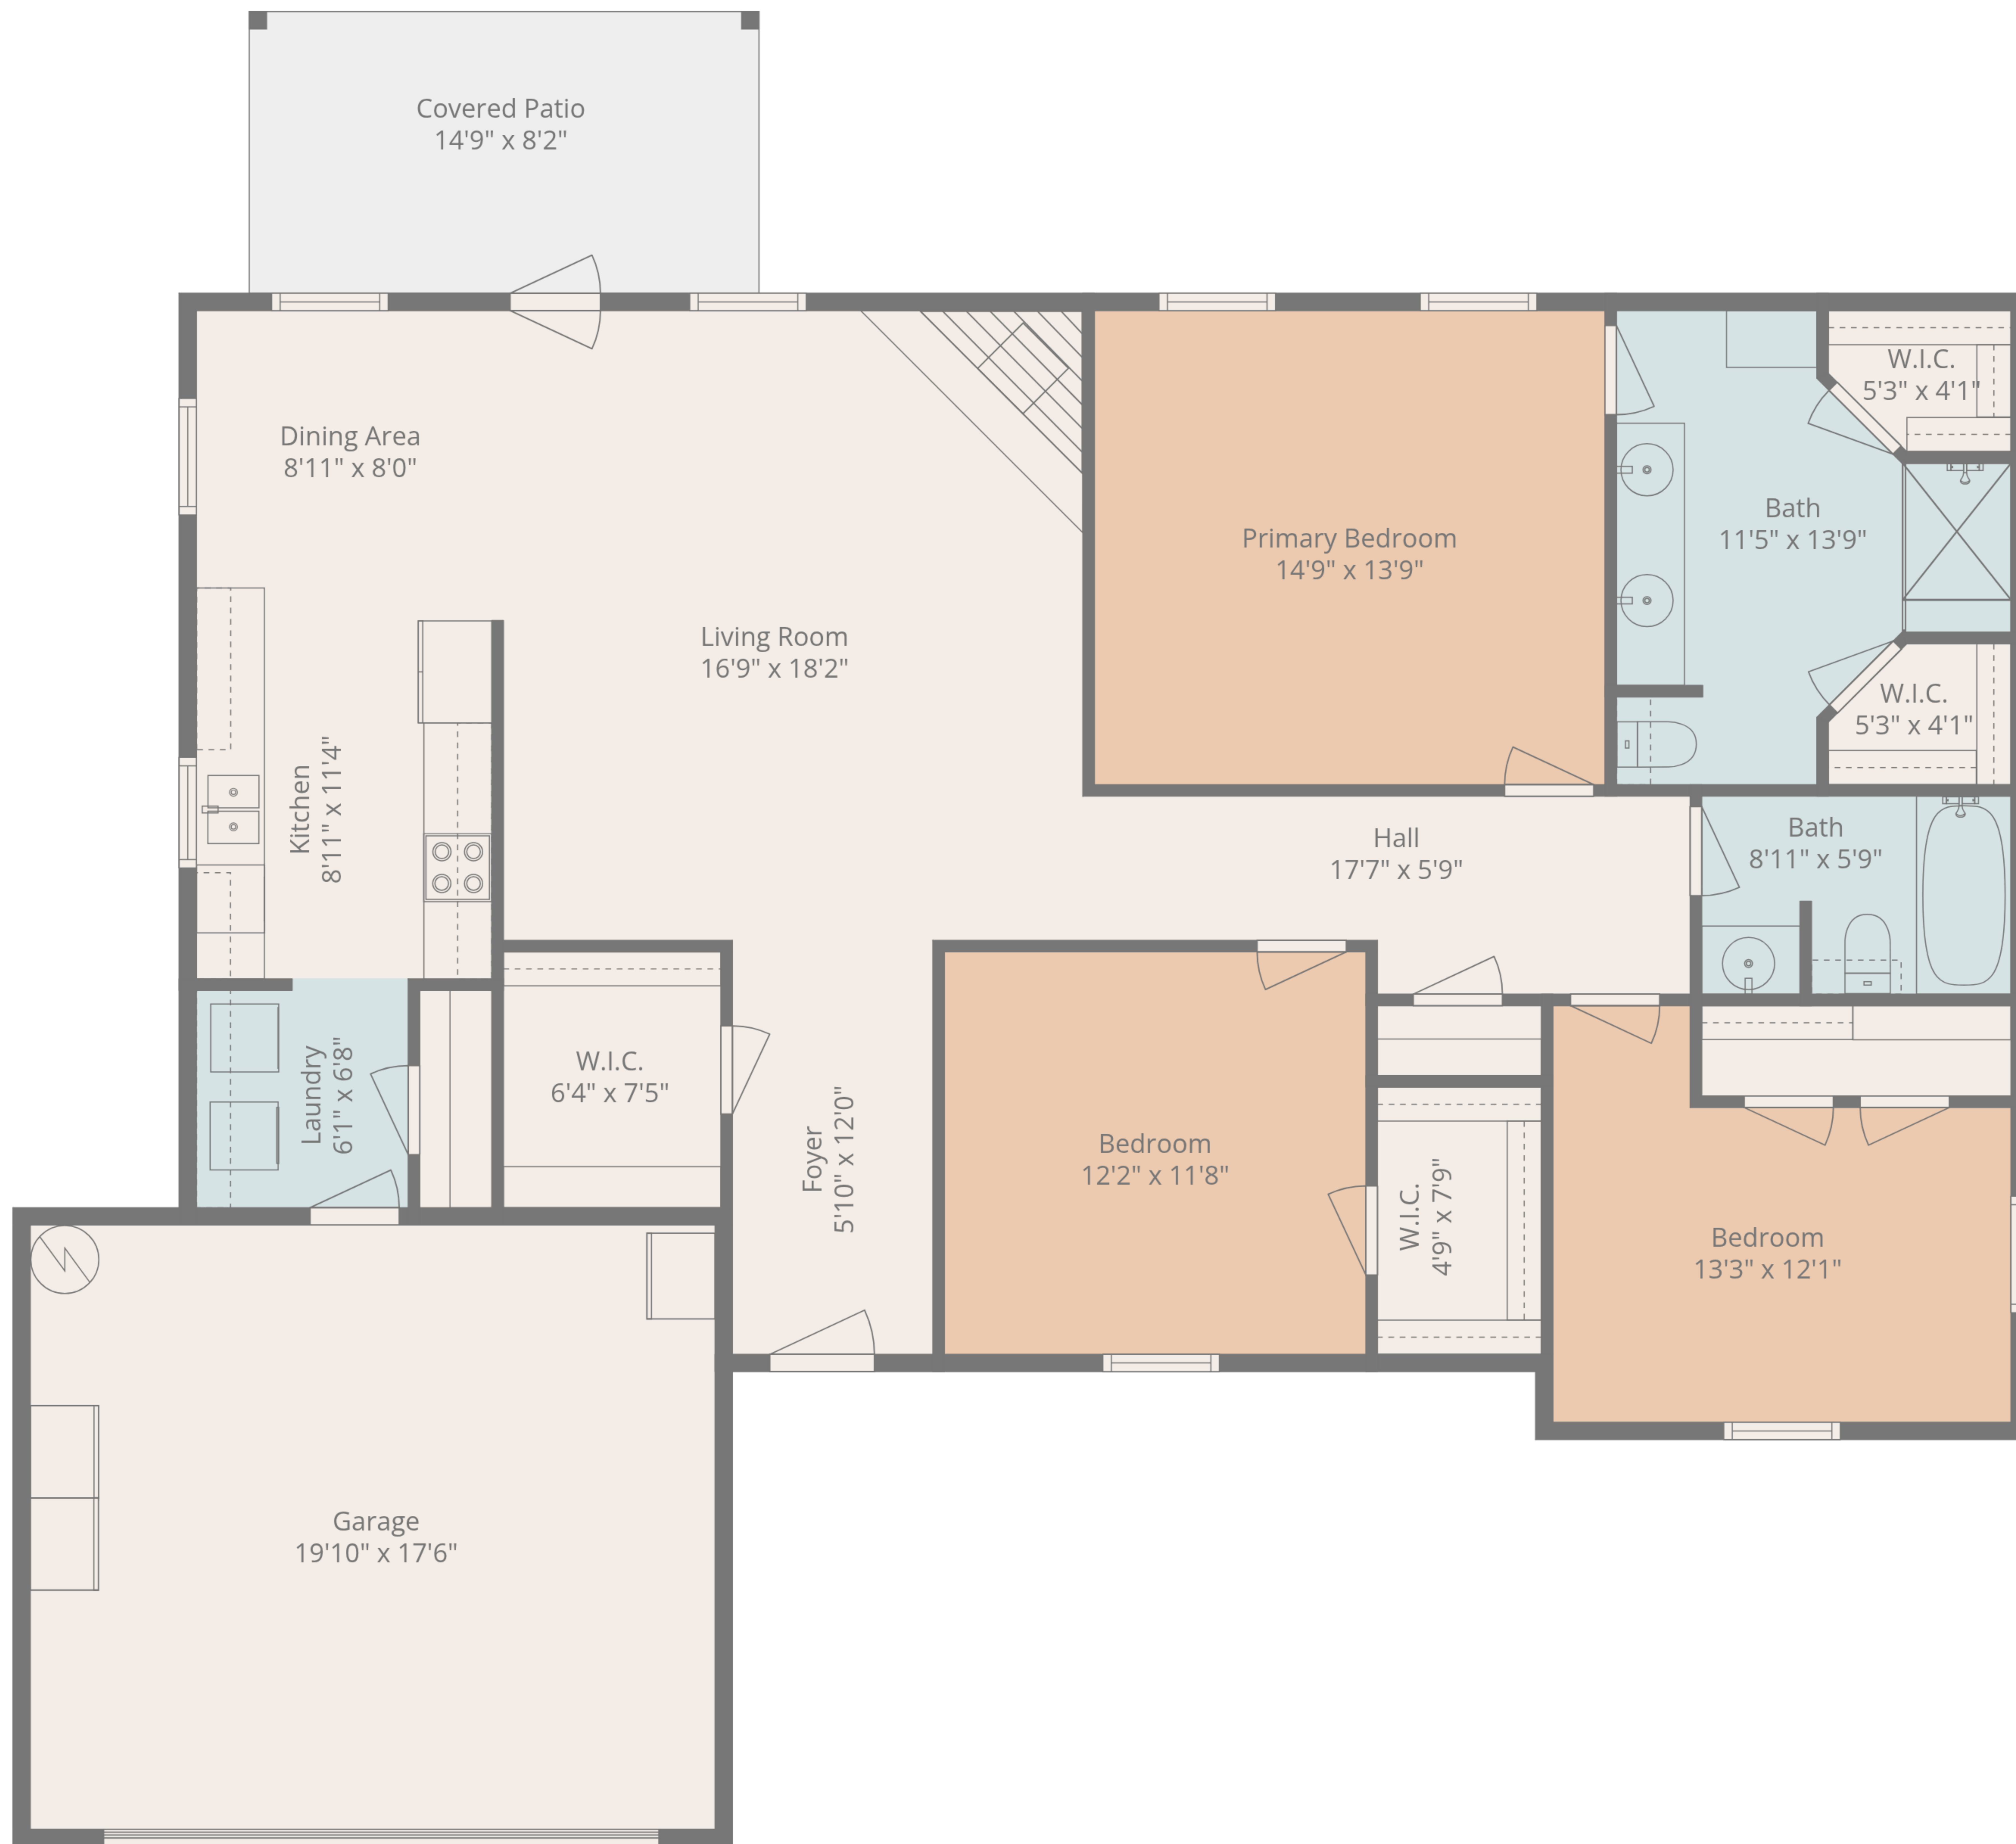 Covered Patio
14'9" x 8'2"
Dining Area
8'11" x 8'0"
Living Room
16'9" x 18'2"
Primary Bedroom
14'9" x 13'9"
W.I.C.
5'3" x 4'1"
Bath
11'5" x 13'9"
W.I.C.
5'3" x 4'1"
Kitchen
8'11" x 11'4"
Hall
17'7" x 5'9"
Bath
8'11" x 5'9"
Laundry
6'1" x 6'8"
W.I.C.
6'4" x 7'5"
Foyer
5'10" x 12'0"
Bedroom
12'2" x 11'8"
W.I.C.
4'9" x 7'9"
Bedroom
13'3" x 12'1"
Garage
19'10" x 17'6"